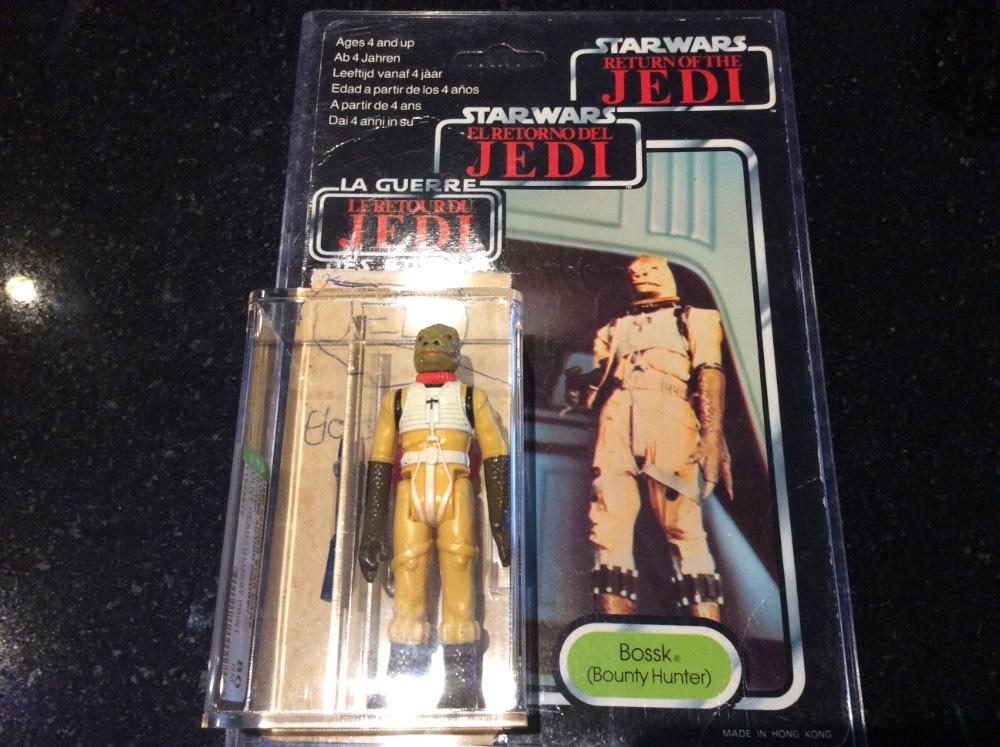 Ages 4 and up
Ab 4 Jahren
Leeftijd vanaf 4 jàar
Edad a partir de los 4 años
A partir de 4 ans
Dai 4 anni in su
STAR WARS
RETURN OF THE
JEDI
STAR WARS
EL RETORNO DEL
JEDI
LA GUERRE
LE RETOUR DU
JEDI
Bossk
(Bounty Hunter)
MADE IN HONG KONG
80